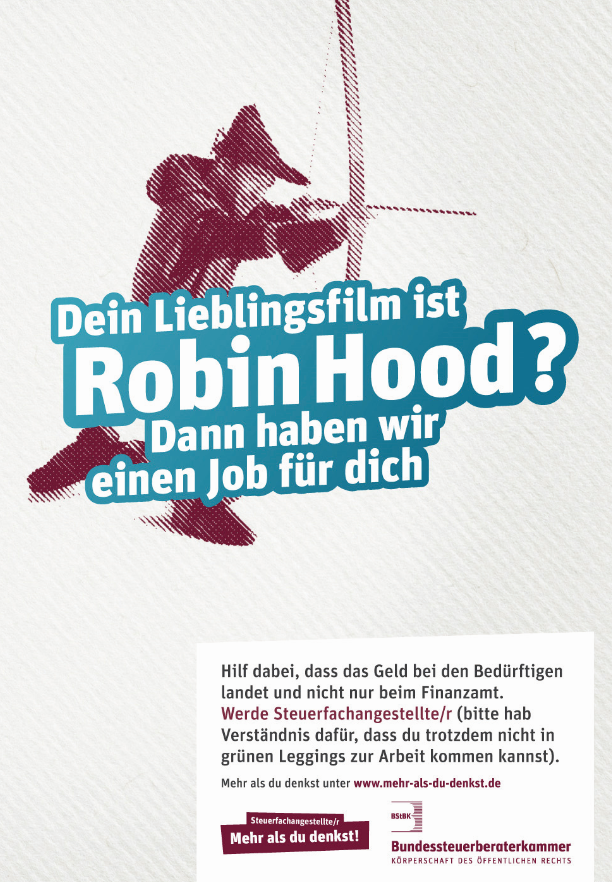 Dein Lieblingsfilm ist
Robin Hood?
Dann haben wir
einen Job für dich
Hilf dabei, dass das Geld bei den Bedürftigen
landet und nicht nur beim Finanzamt.
Werde Steuerfachangestellte/r (bitte hab
Verständnis dafür, dass du trotzdem nicht in
grünen Leggings zur Arbeit kommen kannst).
Mehr als du denkst unter www.mehr-als-du-denkst.de
Steuerfachangestellte/r
Mehr als du denkst!
BStBK
Bundessteuerberaterkammer
KÖRPERSCHAFT DES ÖFFENTLICHEN RECHTS